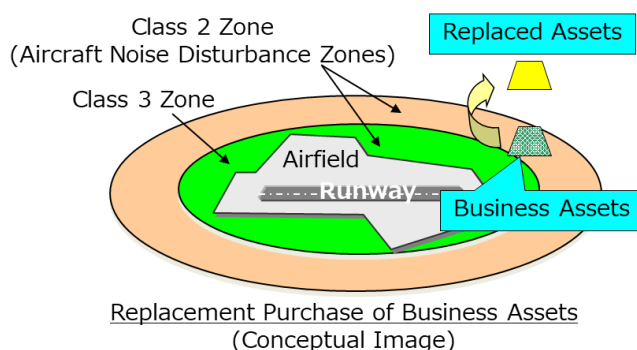 Class 2 Zone
(Aircraft Noise Disturbance Zones)
Replaced Assets
Class 3 Zone
Airfield
Runway
Business Assets
Replacement Purchase of Business Assets
(Conceptual Image)